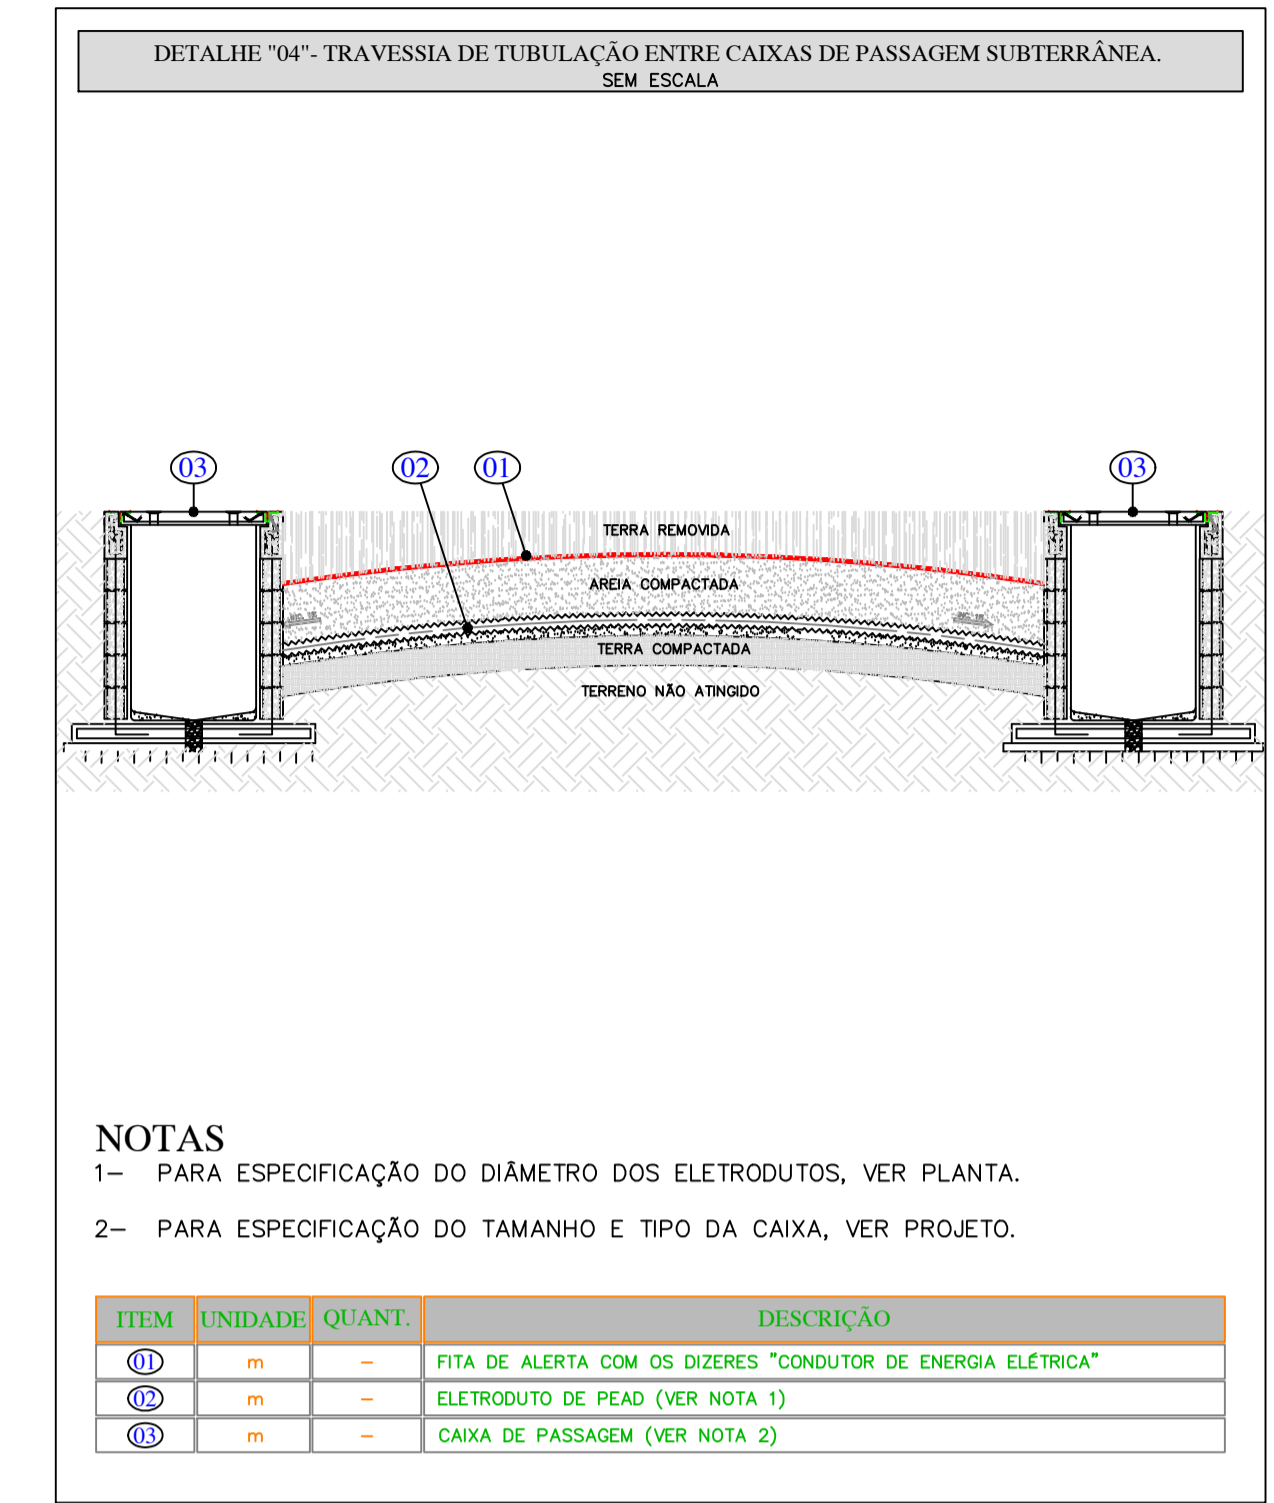 DETALHE "04"- TRAVESSIA DE TUBULAÇÃO ENTRE CAIXAS DE PASSAGEM SUBTERRÂNEA.
SEM ESCALA
03 02 01 03
TERRA REMOVIDA
AREIA COMPACTADA
TERRA COMPACTADA
TERRENO NÃO ATINGIDO
NOTAS
1– PARA ESPECIFICAÇÃO DO DIÂMETRO DOS ELETRODUTOS, VER PLANTA.
2– PARA ESPECIFICAÇÃO DO TAMANHO E TIPO DA CAIXA, VER PROJETO.
ITEM UNIDADE QUANT. DESCRIÇÃO
01 m – FITA DE ALERTA COM OS DIZERES "CONDUTOR DE ENERGIA ELÉTRICA"
02 m – ELETRODUTO DE PEAD (VER NOTA 1)
03 m – CAIXA DE PASSAGEM (VER NOTA 2)